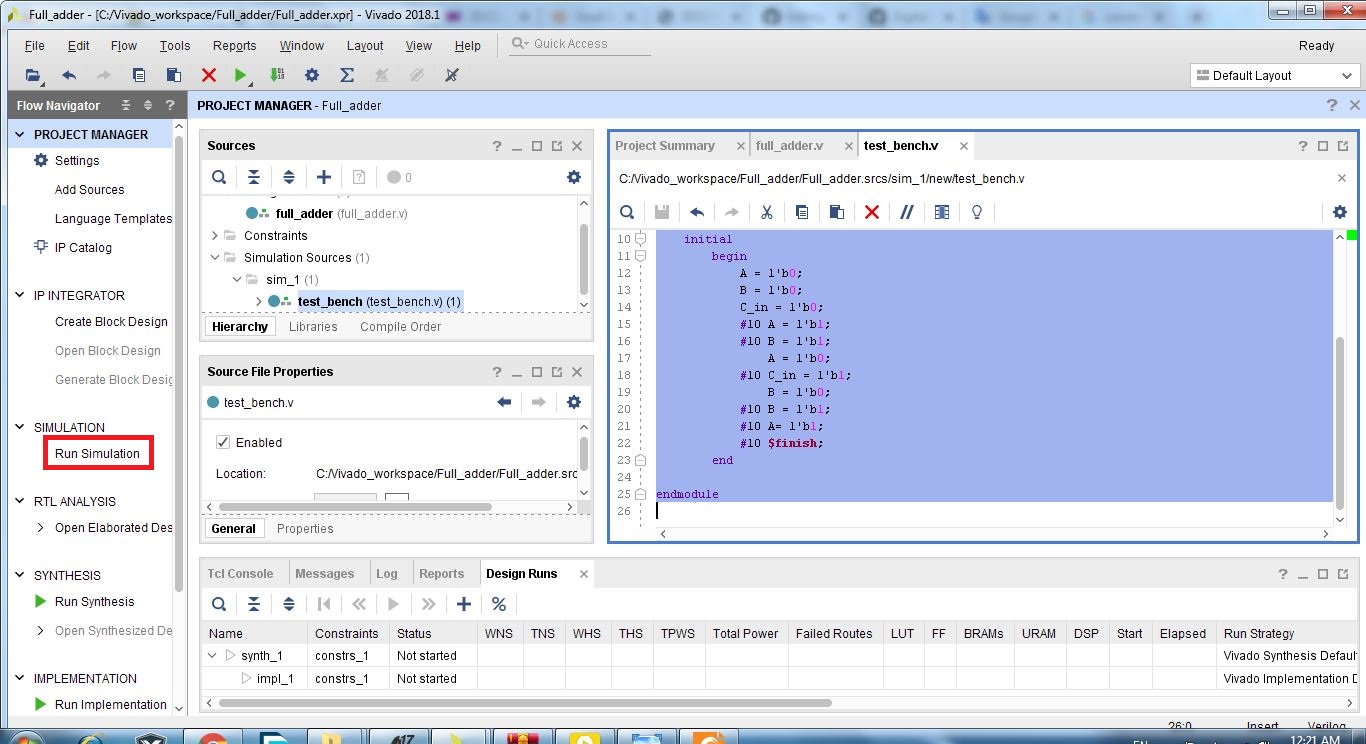 Full_adder - [C:/Vivado_workspace/Full_adder/Full_adder.xpr] - Vivado 2018.1
File Edit Flow Tools Reports Window Layout View Help Quick Access Ready
Default Layout
Flow Navigator ?
PROJECT MANAGER - Full_adder ?
PROJECT MANAGER
Settings
Add Sources
Language Templates
IP Catalog
IP INTEGRATOR
Create Block Design
Open Block Design
Generate Block Desig
SIMULATION
Run Simulation
RTL ANALYSIS
Open Elaborated Des
SYNTHESIS
Run Synthesis
Open Synthesized De
IMPLEMENTATION
Run Implementation
Sources ?
? 0
full_adder (full_adder.v)
Constraints
Simulation Sources (1)
sim_1 (1)
test_bench (test_bench.v) (1)
Hierarchy Libraries Compile Order
Source File Properties ?
test_bench.v
Enabled
Location: C:/Vivado_workspace/Full_adder/Full_adder.src
General Properties
Project Summary full_adder.v test_bench.v ?
C:/Vivado_workspace/Full_adder/Full_adder.srcs/sim_1/new/test_bench.v
10 initial
11 begin
12 A = 1'b0;
13 B = 1'b0;
14 C_in = 1'b0;
15 #10 A = 1'b1;
16 #10 B = 1'b1;
17 A = 1'b0;
18 #10 C_in = 1'b1;
19 B = 1'b0;
20 #10 B = 1'b1;
21 #10 A= 1'b1;
22 #10 $finish;
23 end
24
25 endmodule
26
Tcl Console Messages Log Reports Design Runs ?
%
Name Constraints Status WNS TNS WHS THS TPWS Total Power Failed Routes LUT FF BRAMs URAM DSP Start Elapsed Run Strategy
synth_1 constrs_1 Not started Vivado Synthesis Default
impl_1 constrs_1 Not started Vivado Implementation D
26:0 Insert Verilog
12:21 AM